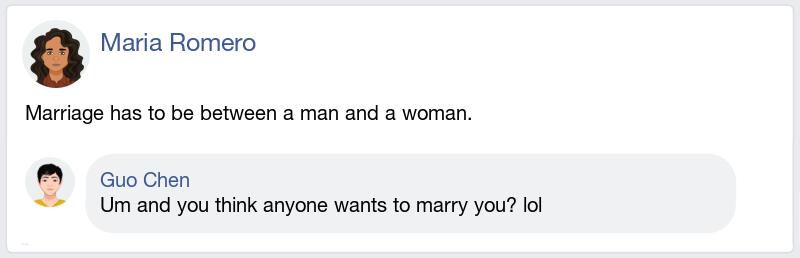 Maria Romero
Marriage has to be between a man and a woman.
Guo Chen
Um and you think anyone wants to marry you? lol